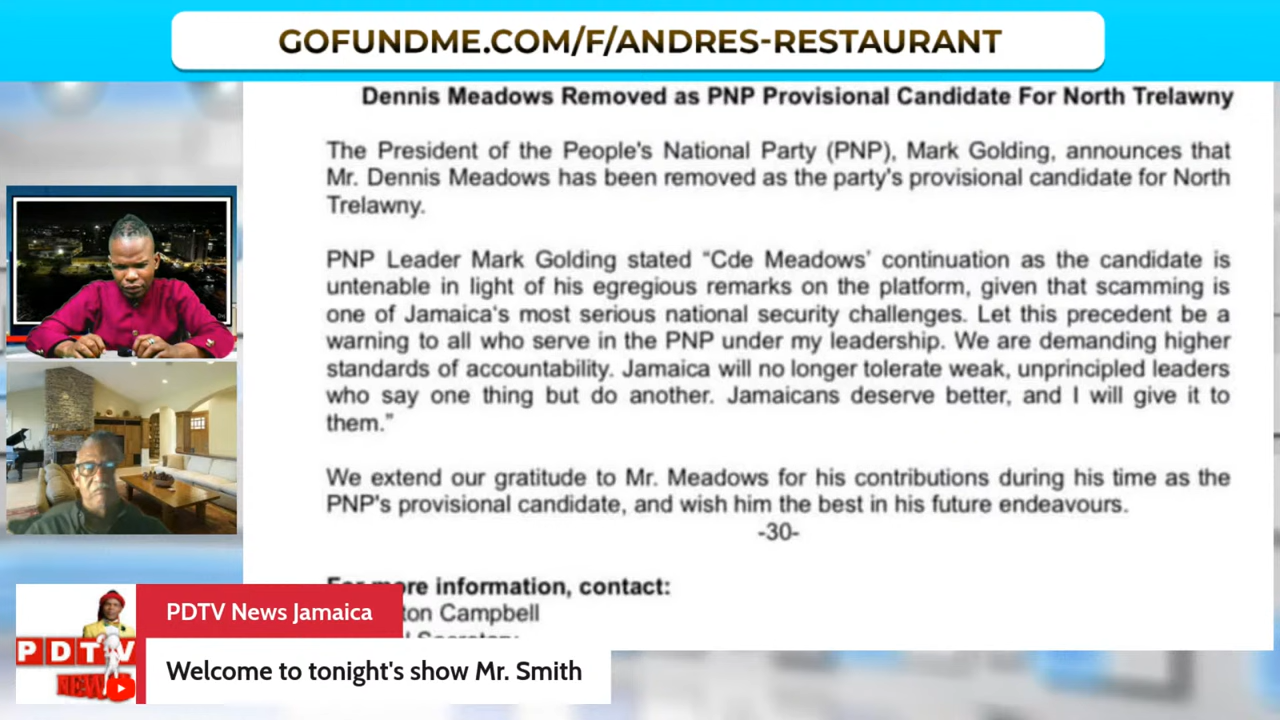 GOFUNDME.COM/F/ANDRES-RESTAURANT
Dennis Meadows Removed as PNP Provisional Candidate For North Trelawny
The President of the People's National Party (PNP), Mark Golding, announces that
Mr. Dennis Meadows has been removed as the party's provisional candidate for North
Trelawny.
PNP Leader Mark Golding stated “Cde Meadows’ continuation as the candidate is
untenable in light of his egregious remarks on the platform, given that scamming is
one of Jamaica's most serious national security challenges. Let this precedent be a
warning to all who serve in the PNP under my leadership. We are demanding higher
standards of accountability. Jamaica will no longer tolerate weak, unprincipled leaders
who say one thing but do another. Jamaicans deserve better, and I will give it to
them.”
We extend our gratitude to Mr. Meadows for his contributions during his time as the
PNP's provisional candidate, and wish him the best in his future endeavours.
-30-
information, contact:
Campbell
PDTV News Jamaica
PDTV
NEWS
Welcome to tonight's show Mr. Smith